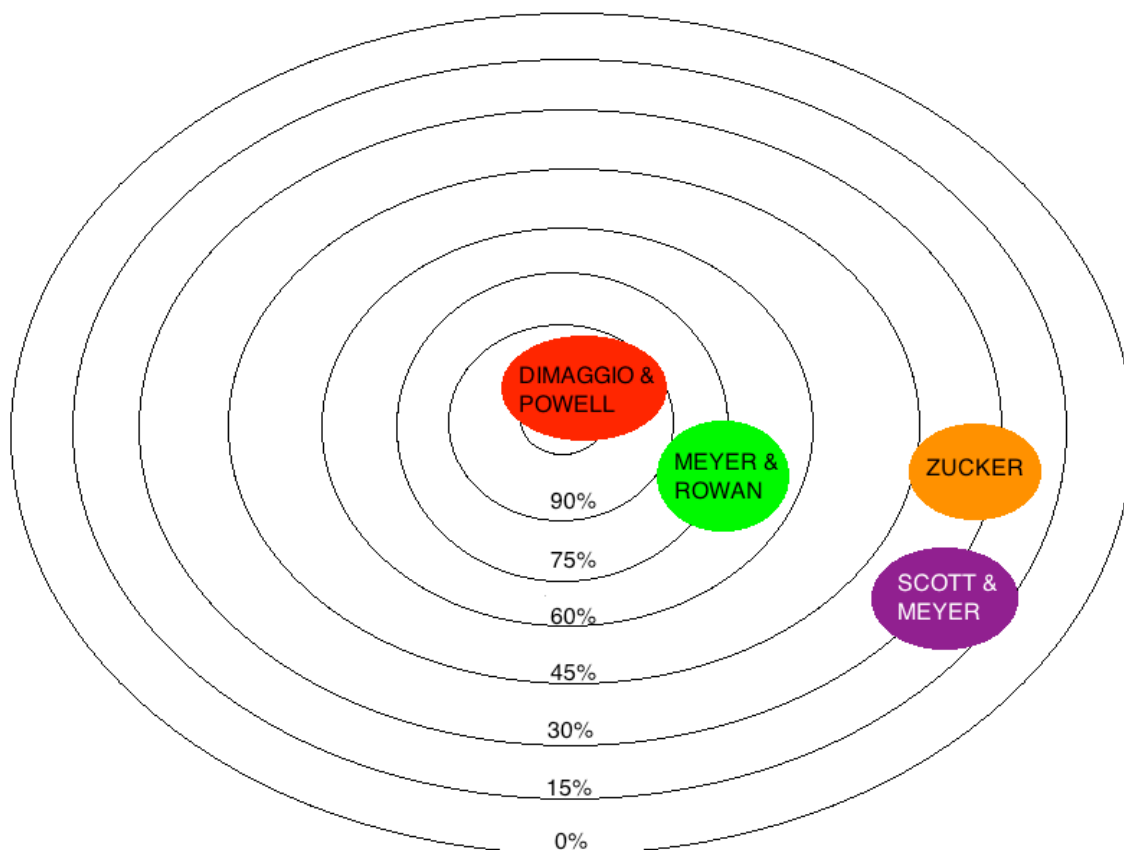 DIMAGGIO &
POWELL
MEYER &
ROWAN
ZUCKER
90%
75%
SCOTT &
MEYER
60%
45%
30%
15%
0%